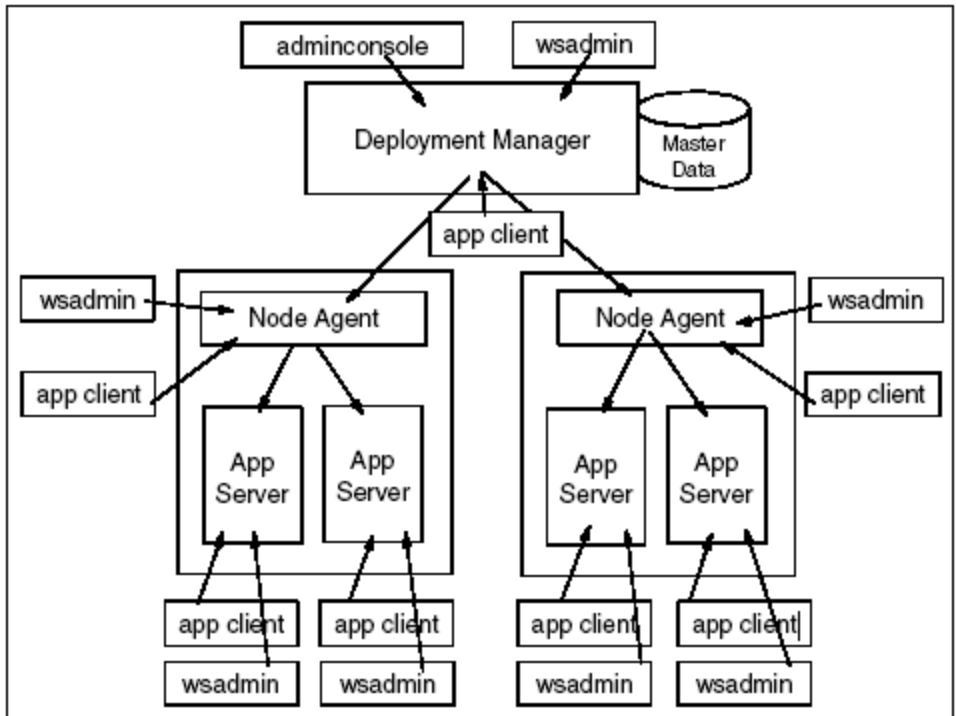 adminconsole
wsadmin
Deployment Manager
Master
Data
app client
wsadmin
Node Agent
Node Agent
wsadmin
app client
app client
App
Server
App
Server
App
Server
App
Server
app client
app client
app client
app client
wsadmin
wsadmin
wsadmin
wsadmin